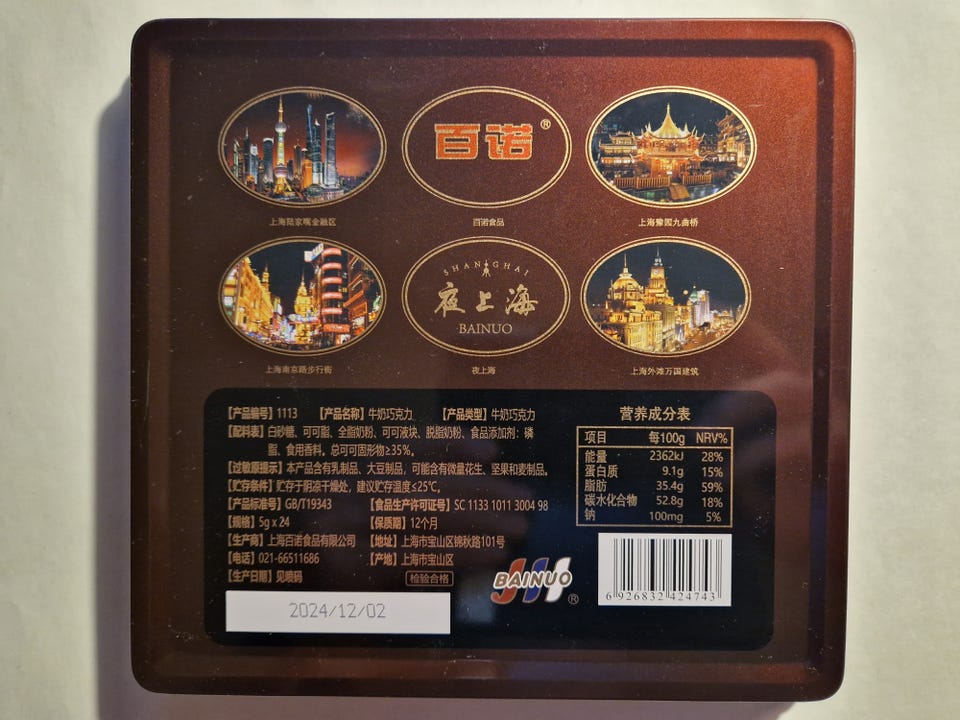 百诺®
上海陆家嘴金融区
百诺食品
上海豫园九曲桥
SHANGHAI
夜上海
BAINUO
上海南京路步行街
夜上海
上海外滩万国建筑
【产品编号】1113 【产品名称】牛奶巧克力 【产品类型】牛奶巧克力
【配料表】白砂糖、可可脂、全脂奶粉、可可液块、脱脂奶粉、食品添加剂：磷
脂、食用香料。总可可固形物≥35%。
【过敏原提示】本产品含有乳制品、大豆制品，可能含有微量花生、坚果和麦制品。
【贮存条件】贮存于阴凉干燥处，建议贮存温度≤25℃。
【产品标准号】GB/T19343 【食品生产许可证号】SC 1133 1011 3004 98
【规格】5g x 24 【保质期】12个月
【生产商】上海百诺食品有限公司 【地址】上海市宝山区锦秋路101号
【电话】021-66511686 【产地】上海市宝山区
【生产日期】见喷码 检验合格
2024/12/02
营养成分表
项目 每100g NRV%
能量 2362kJ 28%
蛋白质 9.1g 15%
脂肪 35.4g 59%
碳水化合物 52.8g 18%
钠 100mg 5%
BAINUO®
6 926832 424743